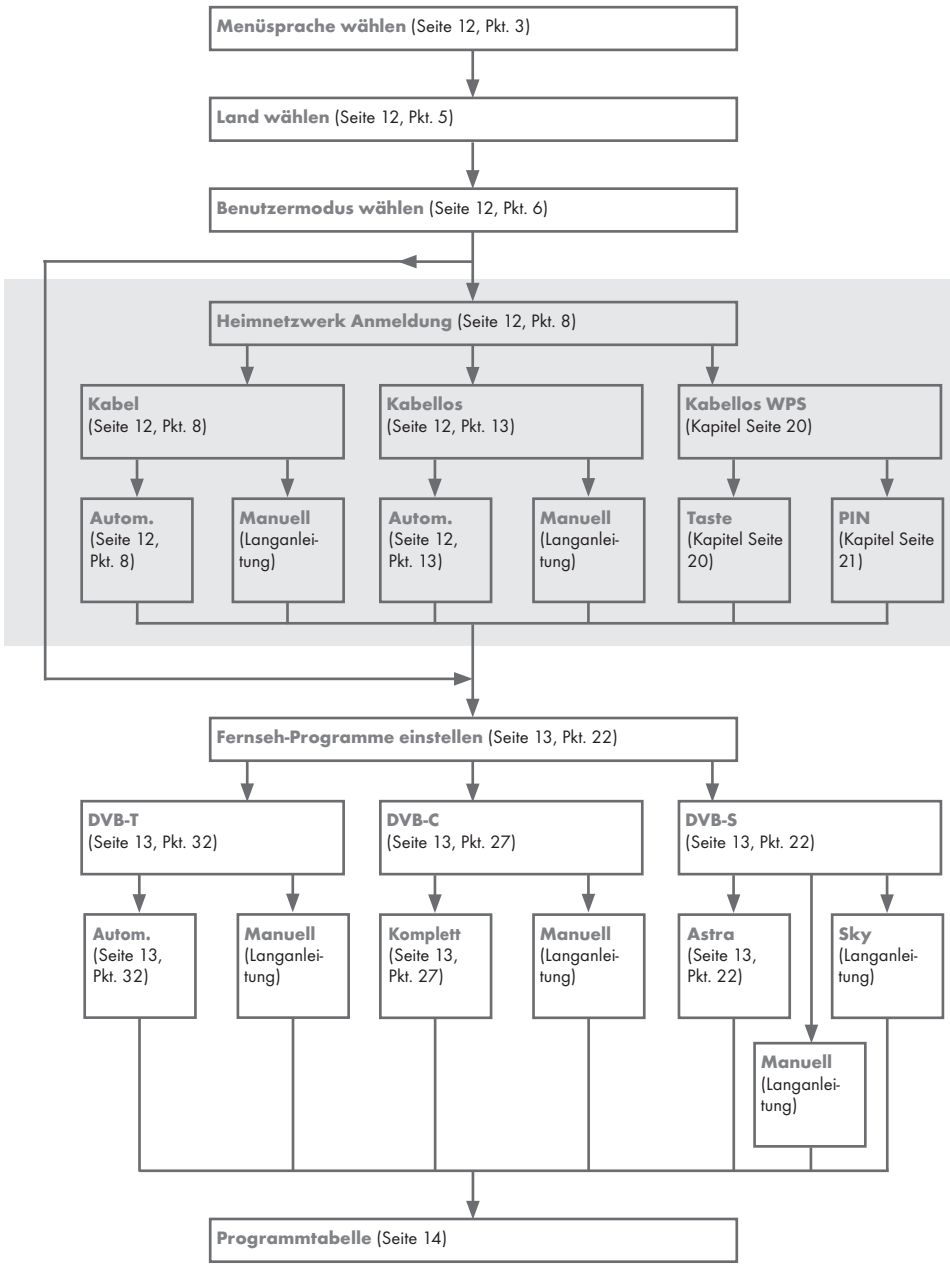 Menüsprache wählen (Seite 12, Pkt. 3)
Land wählen (Seite 12, Pkt. 5)
Benutzermodus wählen (Seite 12, Pkt. 6)
Heimnetzwerk Anmeldung (Seite 12, Pkt. 8)
Kabel
(Seite 12, Pkt. 8)
Kabellos
(Seite 12, Pkt. 13)
Kabellos WPS
(Kapitel Seite 20)
Autom.
(Seite 12,
Pkt. 8)
Manuell
(Langanlei-
tung)
Autom.
(Seite 12,
Pkt. 13)
Manuell
(Langanlei-
tung)
Taste
(Kapitel Seite
20)
PIN
(Kapitel Seite
21)
Fernseh-Programme einstellen (Seite 13, Pkt. 22)
DVB-T
(Seite 13, Pkt. 32)
DVB-C
(Seite 13, Pkt. 27)
DVB-S
(Seite 13, Pkt. 22)
Autom.
(Seite 13,
Pkt. 32)
Manuell
(Langanlei-
tung)
Komplett
(Seite 13,
Pkt. 27)
Manuell
(Langanlei-
tung)
Astra
(Seite 13,
Pkt. 22)
Sky
(Langanlei-
tung)
Manuell
(Langanlei-
tung)
Programmtabelle (Seite 14)